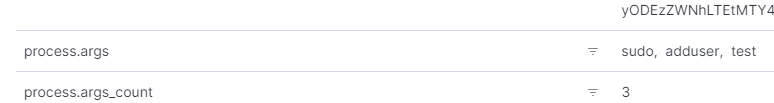 yODEzZWNhLTEtMTY4
process.args sudo, adduser, test
process.args_count 3